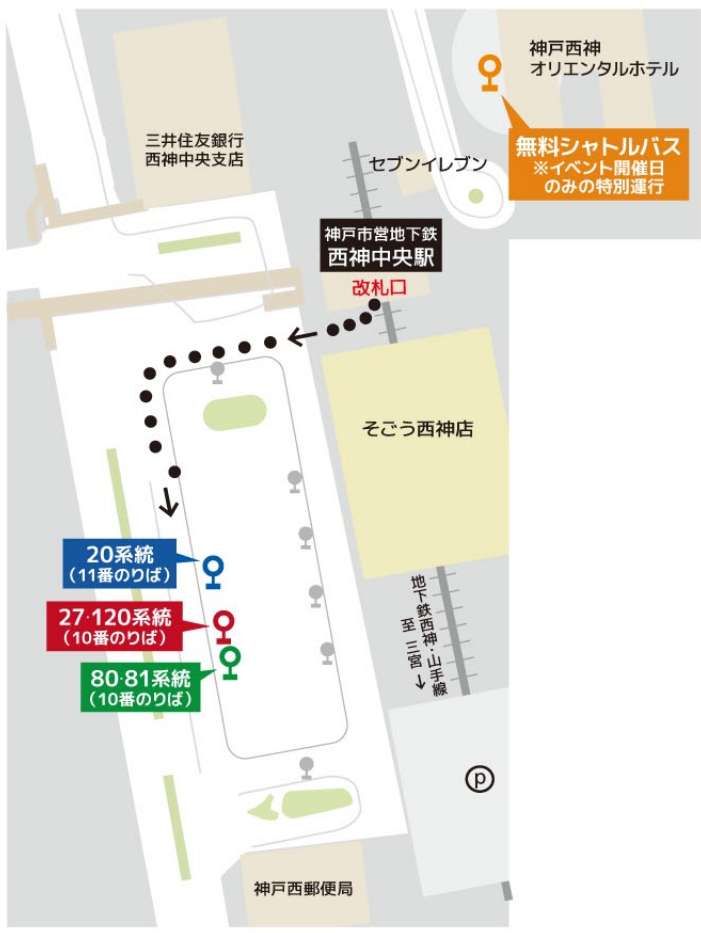 神戸西神
オリエンタルホテル
無料シャトルバス
※イベント開催日
のみの特別運行
三井住友銀行
西神中央支店
セブンイレブン
神戸市営地下鉄
西神中央駅
改札口
そごう西神店
20系統
(11番のりば)
27·120系統
(10番のりば)
80·81系統
(10番のりば)
地下鉄西神·山手線
至 三宮→
P
神戸西郵便局